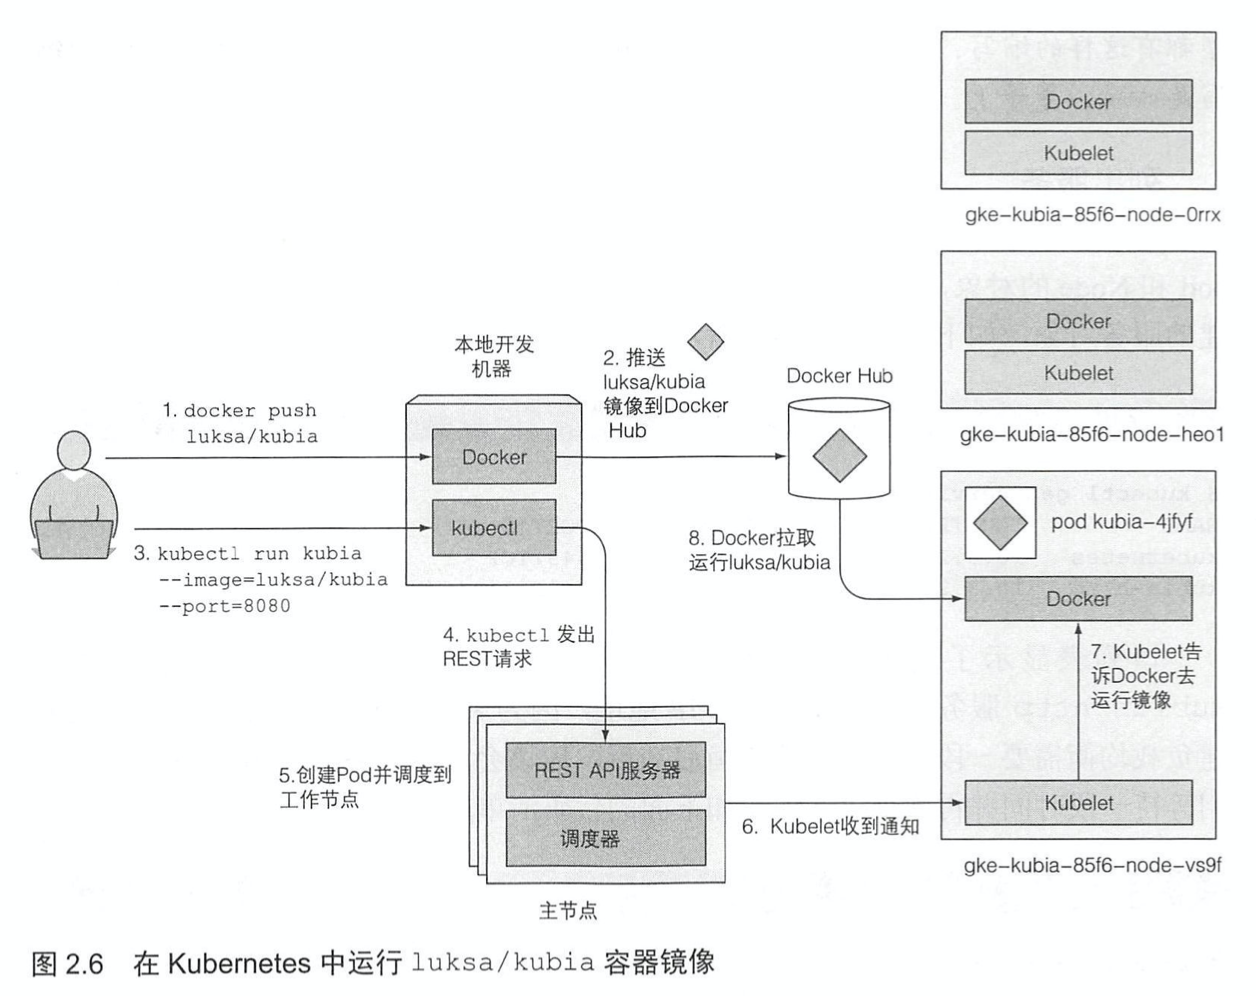 Docker
Kubelet
gke-kubia-85f6-node-0rrx
Docker
Kubelet
gke-kubia-85f6-node-heo1
本地开发
机器
2. 推送
luksa/kubia
镜像到Docker
Hub
Docker Hub
1. docker push
luksa/kubia
Docker
kubectl
3. kubectl run kubia
--image=luksa/kubia
--port=8080
pod kubia-4jfyf
8. Docker拉取
运行luksa/kubia
Docker
4. kubectl 发出
REST请求
7. Kubelet告
诉Docker去
运行镜像
5.创建Pod并调度到
工作节点
REST API服务器
调度器
6. Kubelet收到通知
Kubelet
gke-kubia-85f6-node-vs9f
主节点
图 2.6 在 Kubernetes 中运行 luksa/kubia 容器镜像